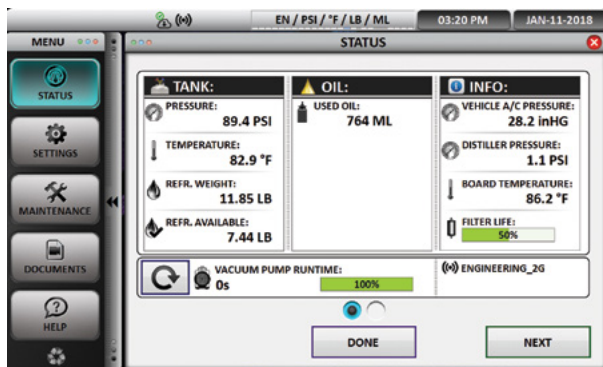 EN / PSI / °F / LB / ML
03:20 PM
JAN-11-2018
MENU
STATUS
STATUS
SETTINGS
MAINTENANCE
DOCUMENTS
HELP
TANK:
PRESSURE:
89.4 PSI
TEMPERATURE:
82.9 °F
REFR. WEIGHT:
11.85 LB
REFR. AVAILABLE:
7.44 LB
OIL:
USED OIL:
764 ML
INFO:
VEHICLE A/C PRESSURE:
28.2 inHG
DISTILLER PRESSURE:
1.1 PSI
BOARD TEMPERATURE:
86.2 °F
FILTER LIFE:
50%
VACUUM PUMP RUNTIME:
0s
100%
ENGINEERING_2G
DONE
NEXT